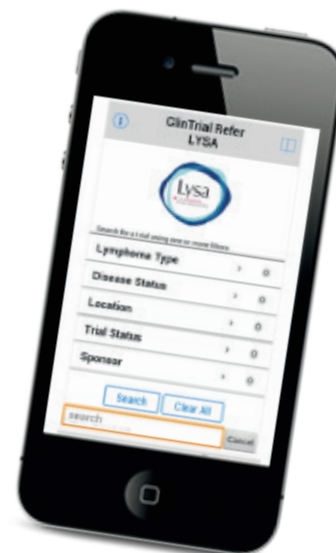 ClinTrial Refer
LYSA
Lysa
Search for a trial using one or more filters
Lymphoma Type
Disease Status
Location
Trial Status
Sponsor
Search
Clear All
search
Cancel